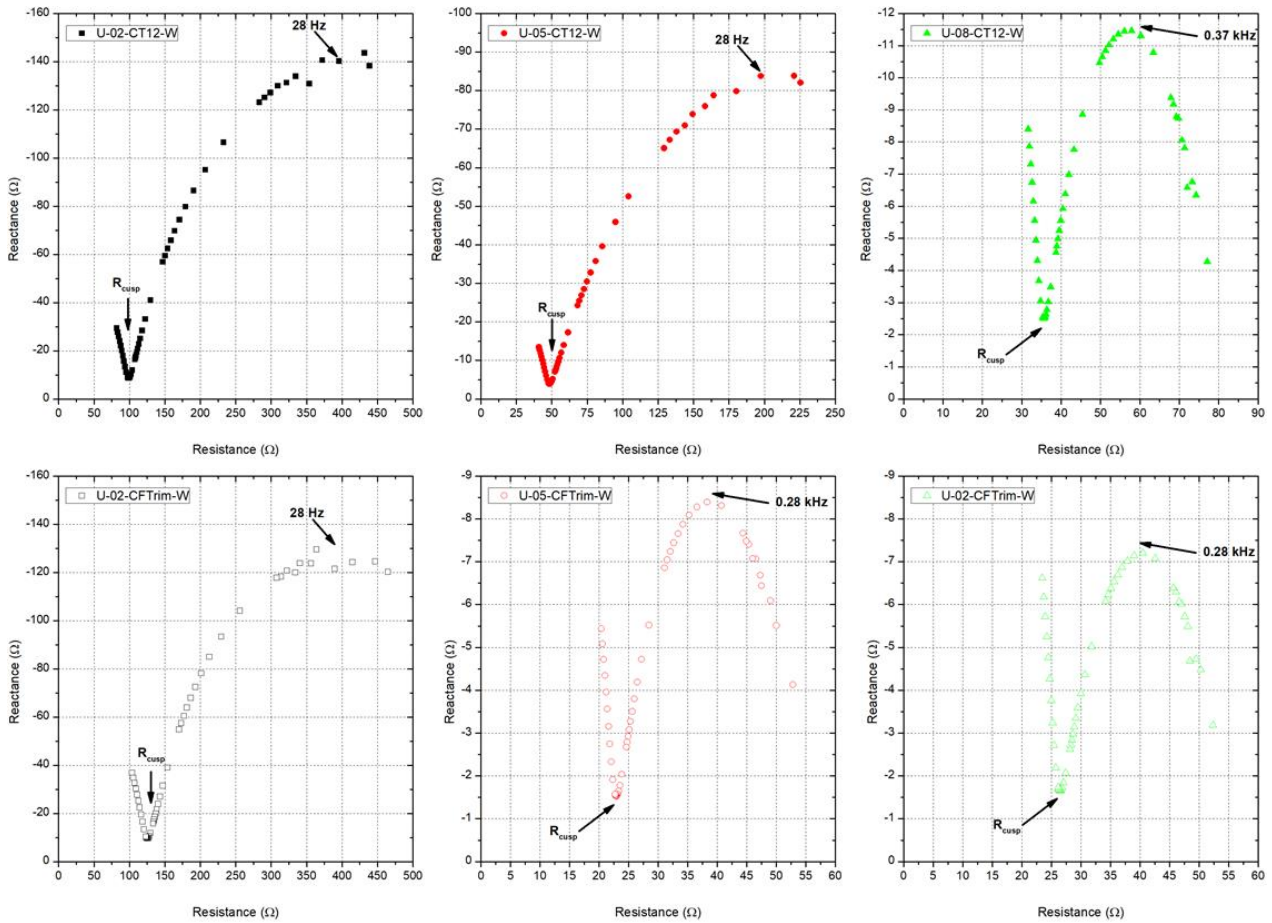 -160
-140
-120
-100
-80
-60
-40
-20
0
Reactance (Ω)
U-02-CT12-W
28 Hz
Rcusp
0 50 100 150 200 250 300 350 400 450 500
Resistance (Ω)
-100
-90
-80
-70
-60
-50
-40
-30
-20
-10
0
Reactance (Ω)
U-05-CT12-W
28 Hz
Rcusp
0 25 50 75 100 125 150 175 200 225 250
Resistance (Ω)
-12
-11
-10
-9
-8
-7
-6
-5
-4
-3
-2
-1
0
Reactance (Ω)
U-08-CT12-W
0.37 kHz
Rcusp
0 10 20 30 40 50 60 70 80 90
Resistance (Ω)
-160
-140
-120
-100
-80
-60
-40
-20
0
Reactance (Ω)
U-02-CFTrim-W
28 Hz
Rcusp
0 50 100 150 200 250 300 350 400 450 500
Resistance (Ω)
-9
-8
-7
-6
-5
-4
-3
-2
-1
0
Reactance (Ω)
U-05-CFTrim-W
0.28 kHz
Rcusp
0 5 10 15 20 25 30 35 40 45 50 55 60
Resistance (Ω)
-9
-8
-7
-6
-5
-4
-3
-2
-1
0
Reactance (Ω)
U-02-CFTrim-W
0.28 kHz
Rcusp
0 5 10 15 20 25 30 35 40 45 50 55 60
Resistance (Ω)